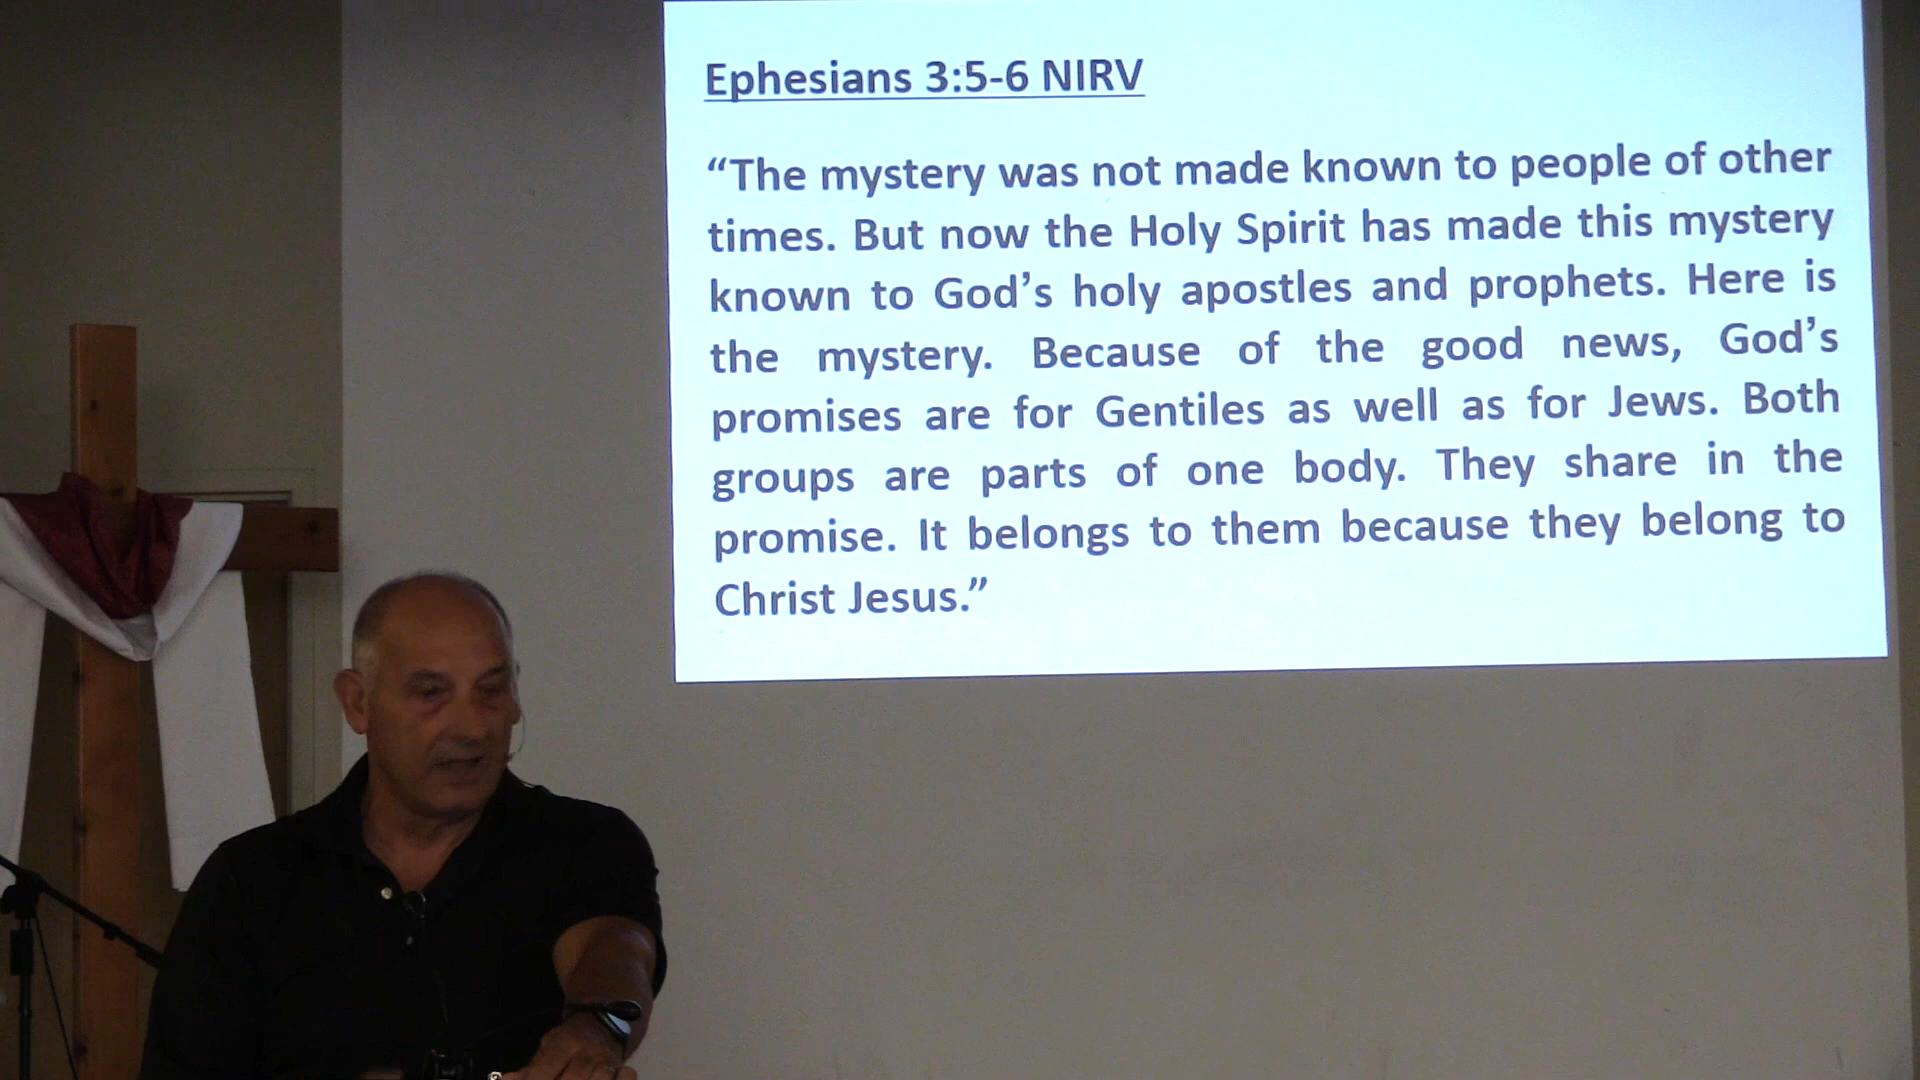 Ephesians 3:5-6 NIRV
“The mystery was not made known to people of other
times. But now the Holy Spirit has made this mystery
known to God’s holy apostles and prophets. Here is
the mystery. Because of the good news, God’s
promises are for Gentiles as well as for Jews. Both
groups are parts of one body. They share in the
promise. It belongs to them because they belong to
Christ Jesus.”